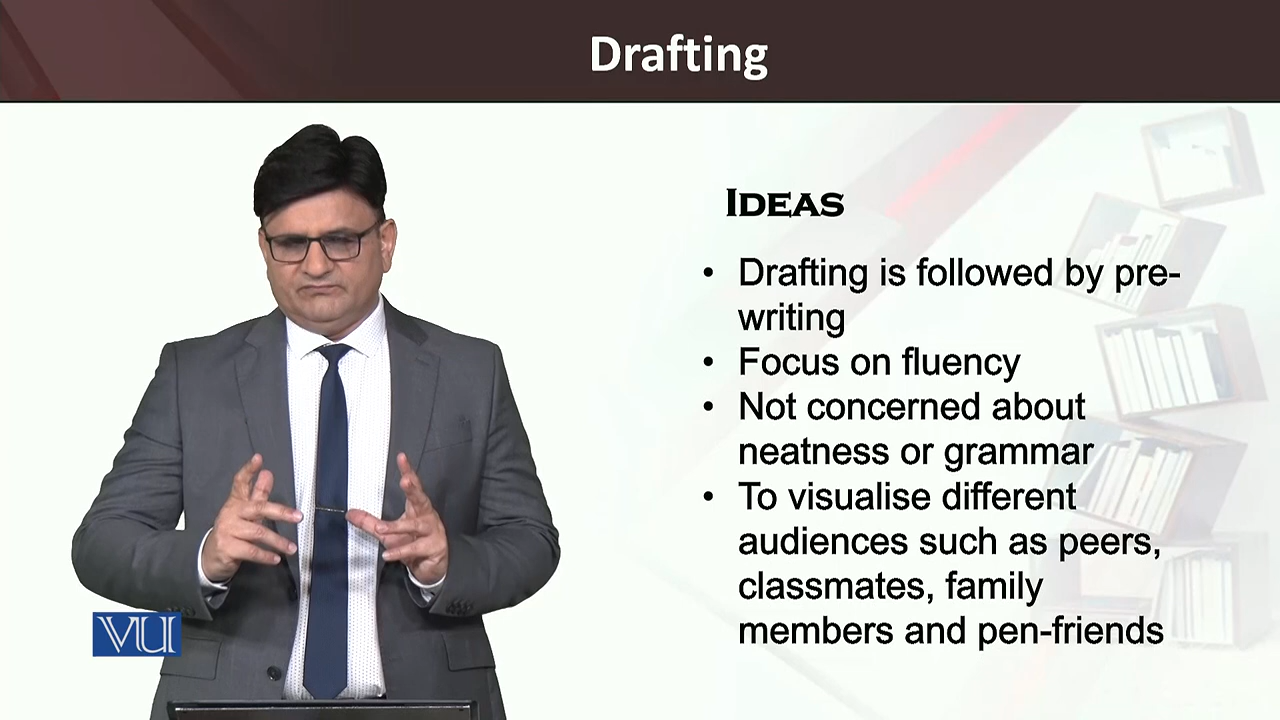 Drafting
IDEAS
• Drafting is followed by pre-
writing
• Focus on fluency
• Not concerned about
neatness or grammar
• To visualise different
audiences such as peers,
classmates, family
members and pen-friends
VU